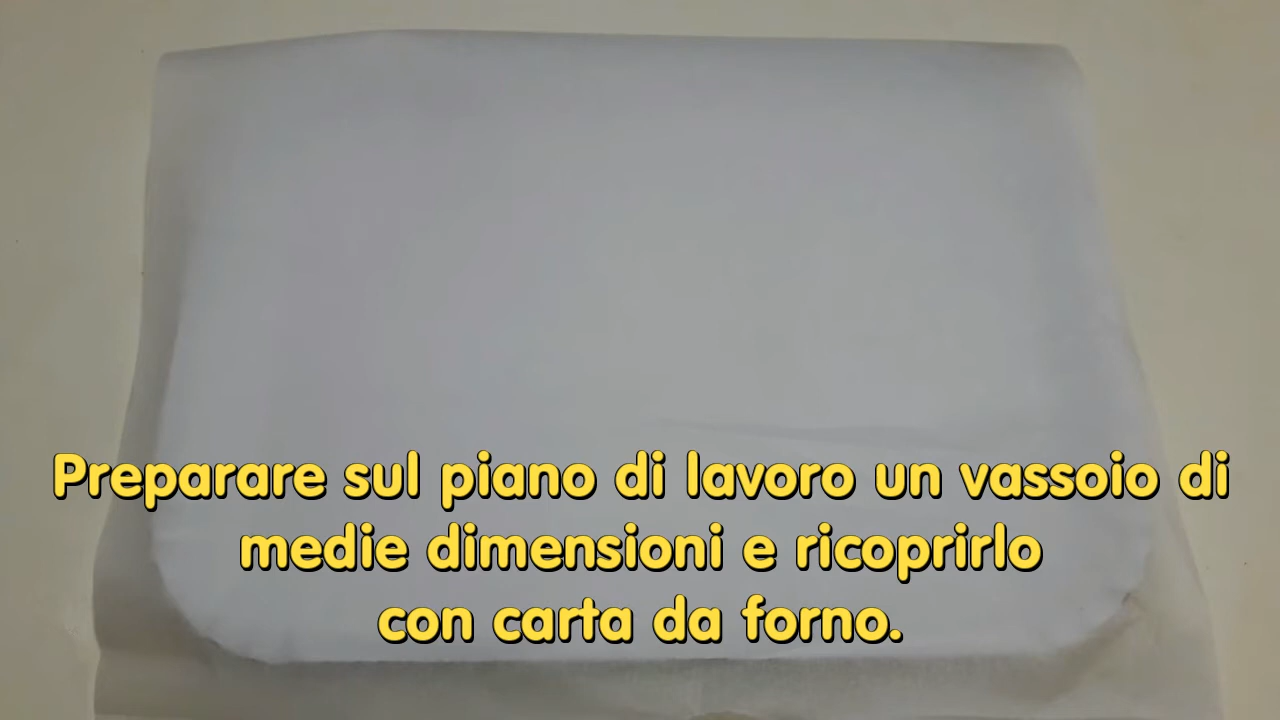 Preparare sul piano di lavoro un vassoio di
medie dimensioni e ricoprirlo
con carta da forno.